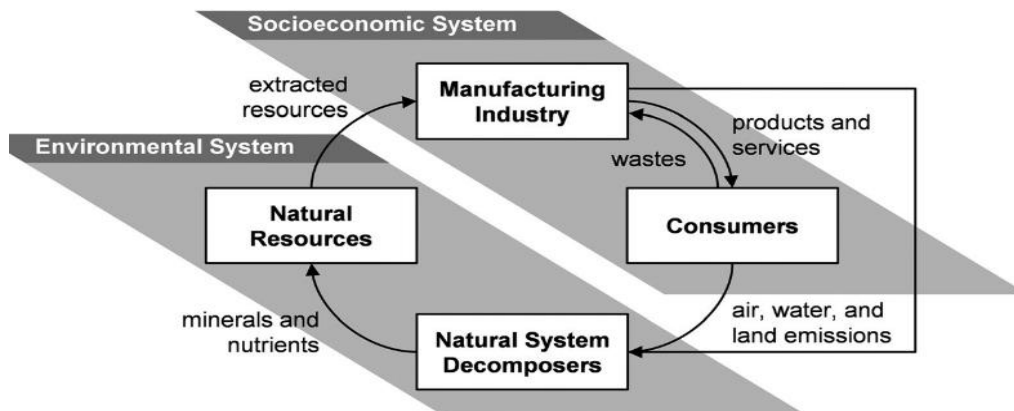 Socioeconomic System
extracted
resources
Manufacturing
Industry
products and
services
wastes
Environmental System
Natural
Resources
Consumers
minerals and
nutrients
Natural System
Decomposers
air, water, and
land emissions